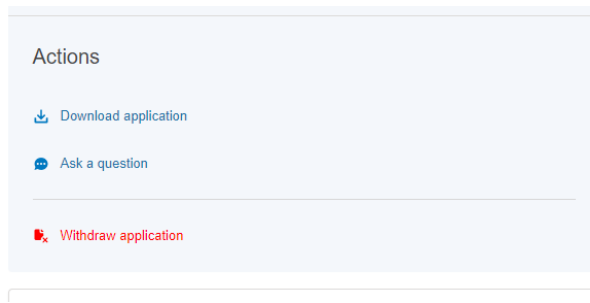 Actions
Download application
Ask a question
Withdraw application